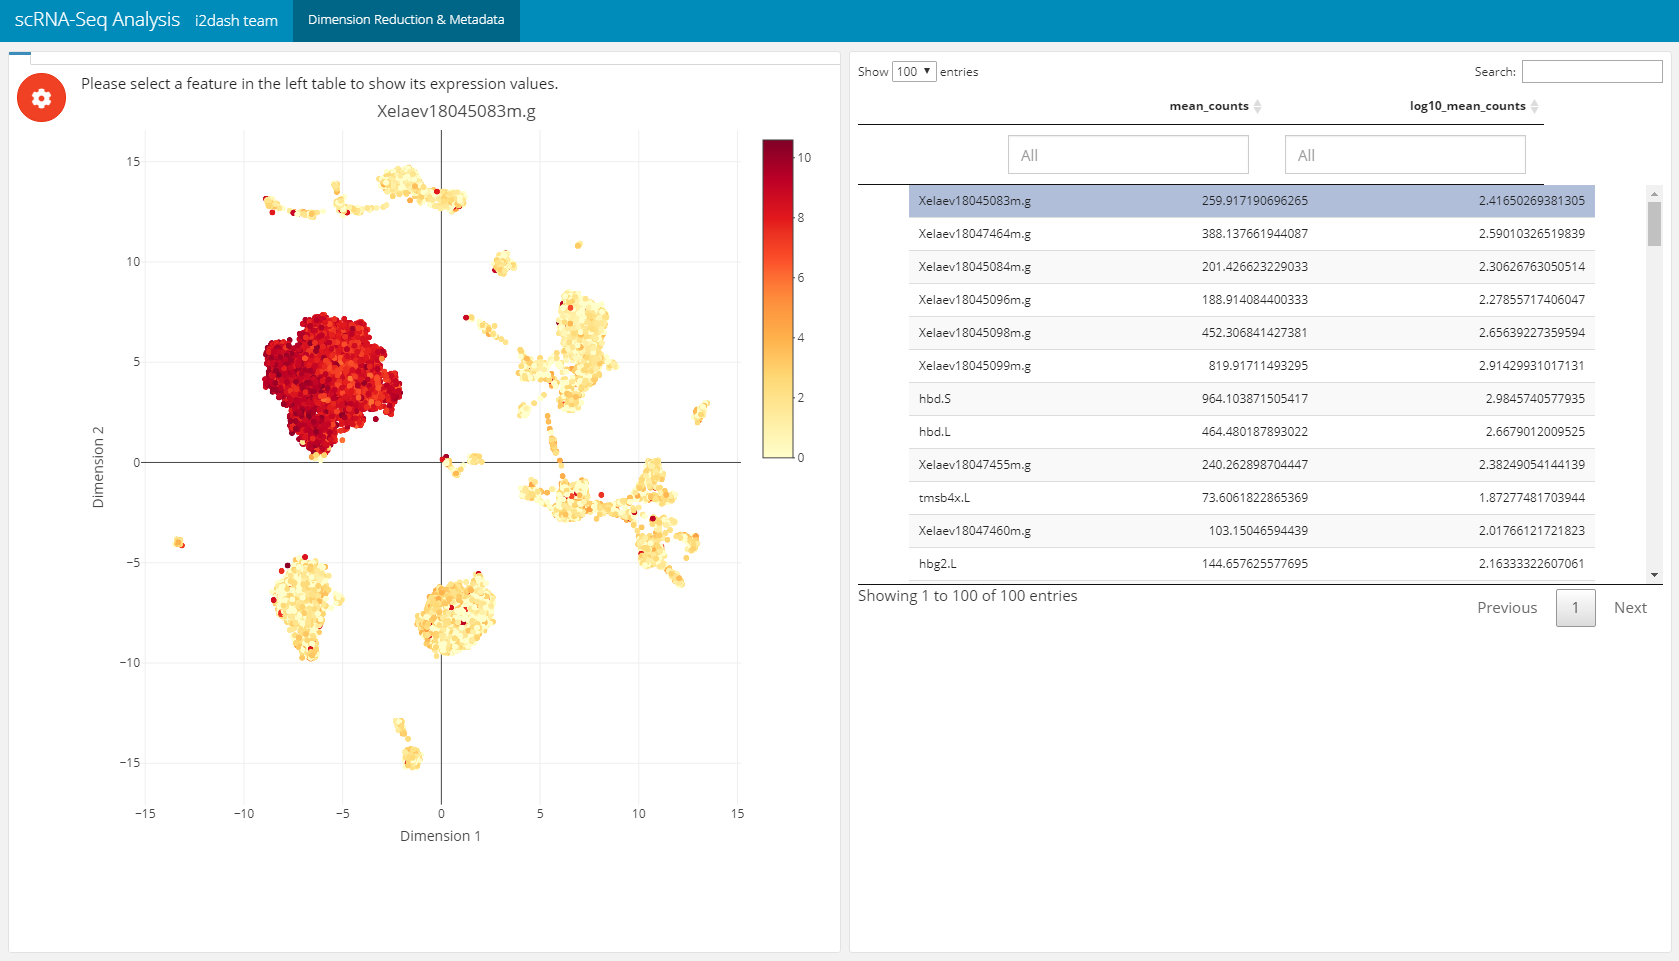 scRNA-Seq Analysis i2dash team Dimension Reduction & Metadata
Please select a feature in the left table to show its expression values.
Xelaev18045083m.g
15
10
5
0
−5
−10
−15
Dimension 2
−15 −10 −5 0 5 10 15
Dimension 1
10
8
6
4
2
0
Show 100 entries Search:
mean_counts log10_mean_counts
All All
Xelaev18045083m.g 259.917190696265 2.41650269381305
Xelaev18047464m.g 388.137661944087 2.59010326519839
Xelaev18045084m.g 201.426623229033 2.30626763050514
Xelaev18045096m.g 188.914084400333 2.27855717406047
Xelaev18045098m.g 452.306841427381 2.65639227359594
Xelaev18045099m.g 819.91711493295 2.91429931017131
hbd.S 964.103871505417 2.9845740577935
hbd.L 464.480187893022 2.6679012009525
Xelaev18047455m.g 240.262898704447 2.38249054144139
tmsb4x.L 73.6061822865369 1.87277481703944
Xelaev18047460m.g 103.15046594439 2.01766121721823
hbg2.L 144.657625577695 2.16333322607061
Showing 1 to 100 of 100 entries
Previous 1 Next